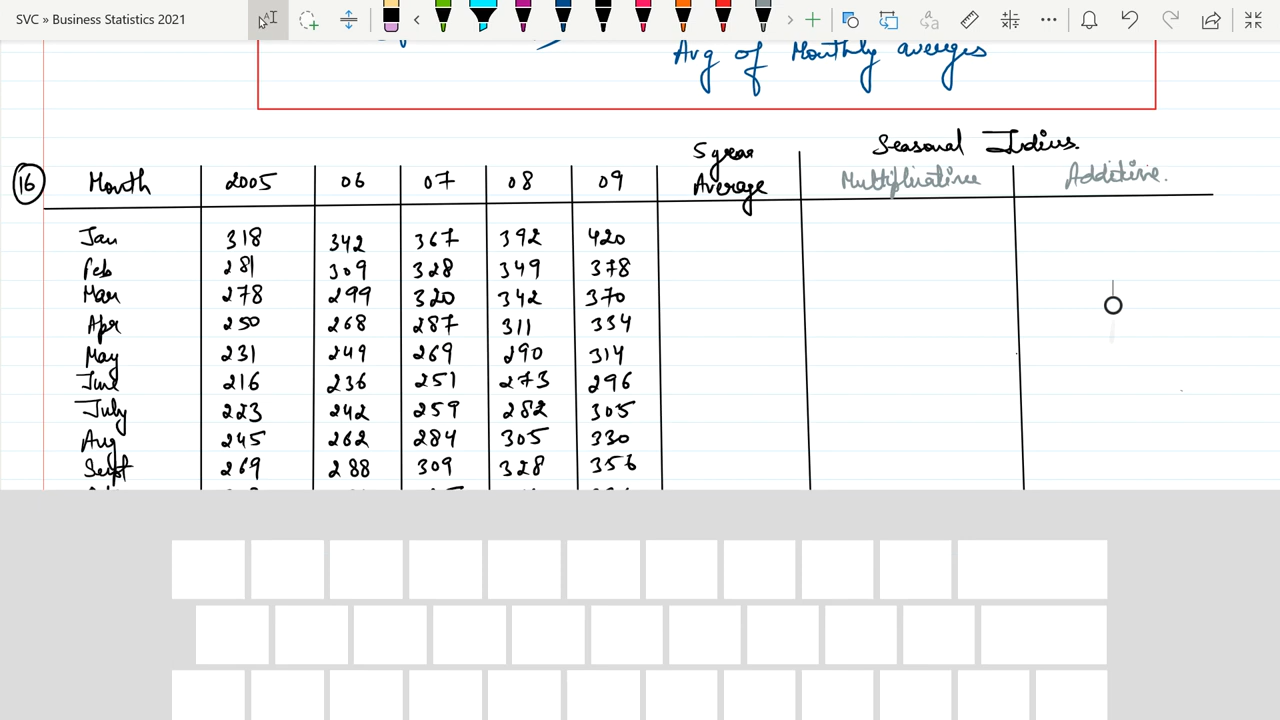 SVC » Business Statistics 2021
Avg of Monthly averages
5 year Seasonal Indices.
16 Month 2005 06 07 08 09 Average Multiplicative Additive.
Jan 318 342 367 392 420
Feb 281 309 328 349 378
Mar 278 299 320 342 370
Apr 250 268 287 311 334
May 231 249 269 290 314
June 216 236 251 273 296
July 223 242 259 282 305
Aug 245 262 284 305 330
Sept 269 288 309 328 356